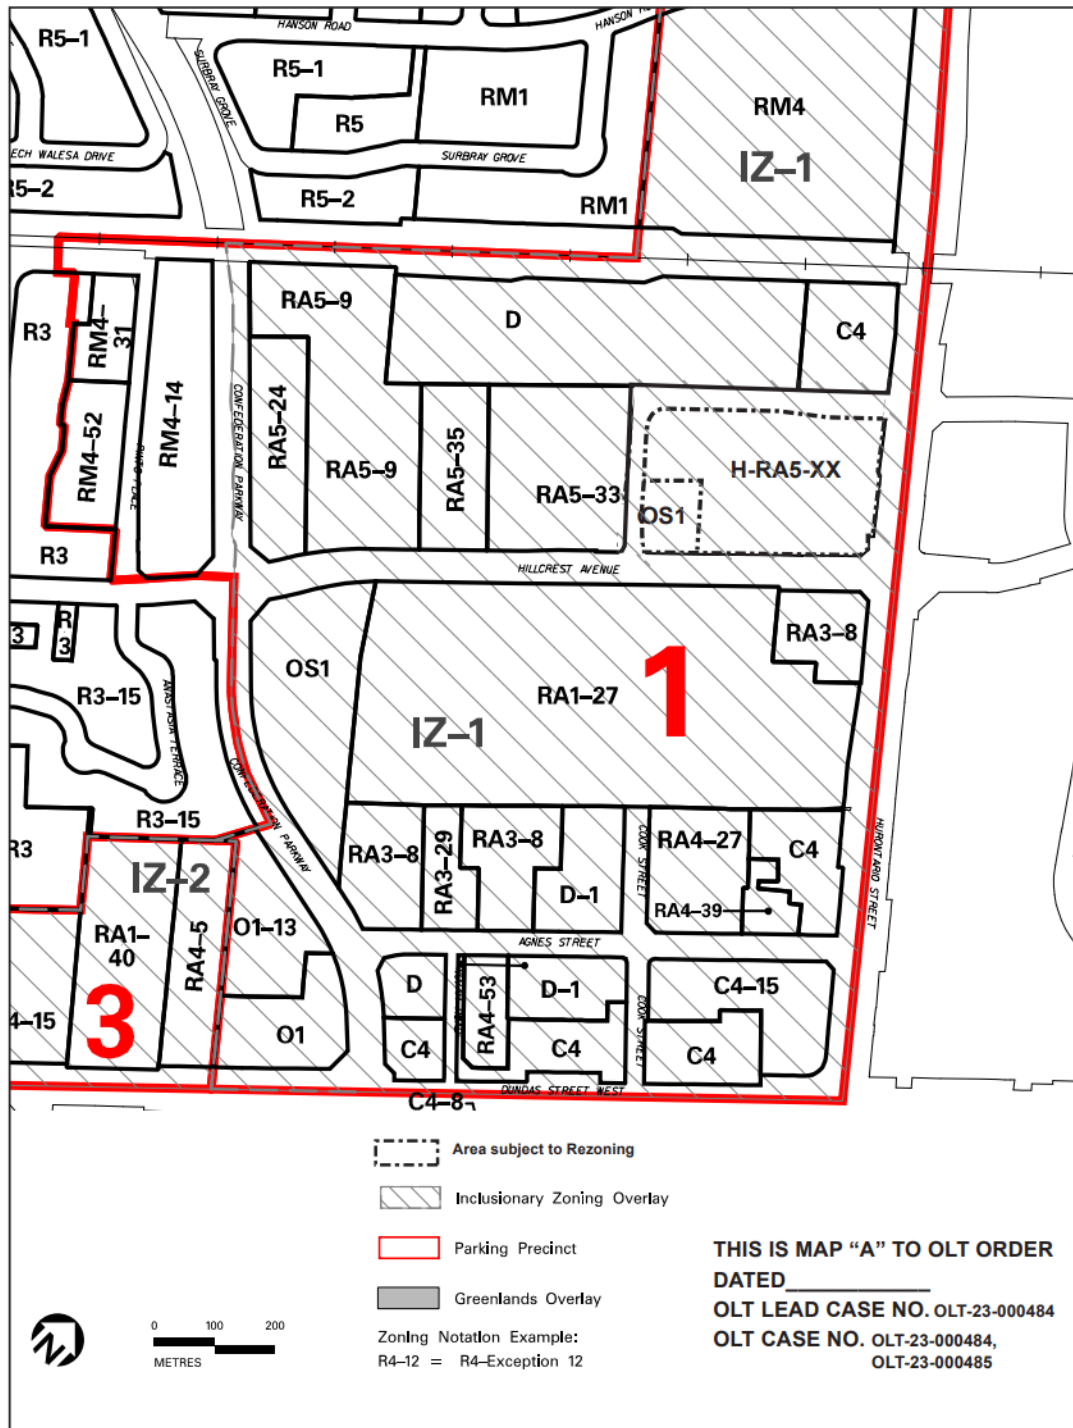 HANSON ROAD
HANSON R
R5–1
SURBRAY GROVE
R5–1
RM1
R5
RM4
IZ–1
ECH WALESA DRIVE
SURBRAY GROVE
R5–2
R5–2
RM1
RA5–9
D
C4
R3
RM4–
31
RM4–14
CONFEDERATION PARKWAY
RA5–24
RM4–52
PINTO PLACE
RA5–9
RA5–35
RA5–33
H-RA5-XX
OS1
R3
HILLCREST AVENUE
3
R
3
RA3–8
R3–15
ANASTASIA TERRACE
OS1
RA1–27
1
IZ–1
CONFEDERATION PARKWAY
R3–15
R3
RA3–8
RA3–29
RA3–8
D–1
COOK STREET
RA4–27
C4
HURONTARIO STREET
RA4–39
IZ–2
RA1–
40
RA4–5
O1–13
AGNES STREET
3
4–15
O1
D
C4
RA4–53
D–1
C4
COOK STREET
C4–15
C4
DUNDAS STREET WEST
C4–8
Area subject to Rezoning
Inclusionary Zoning Overlay
Parking Precinct
Greenlands Overlay
Zoning Notation Example:
R4–12 = R4–Exception 12
N
0 100 200
METRES
THIS IS MAP “A” TO OLT ORDER
DATED____________
OLT LEAD CASE NO. OLT-23-000484
OLT CASE NO. OLT-23-000484,
OLT-23-000485